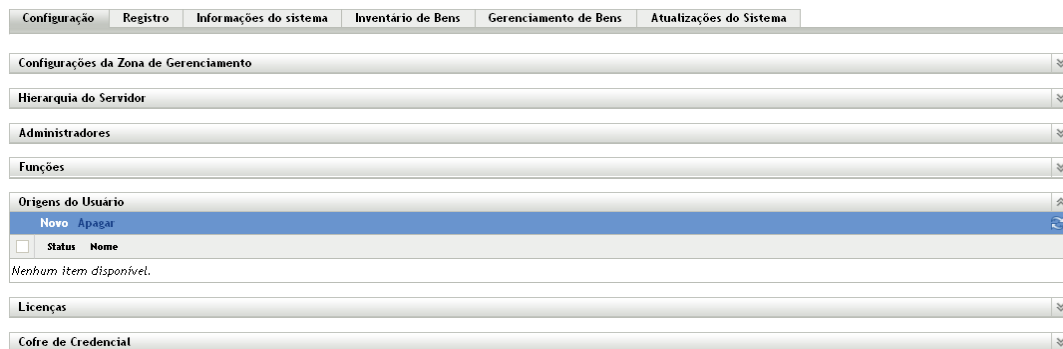 Configuração Registro Informações do sistema Inventário de Bens Gerenciamento de Bens Atualizações do Sistema
Configurações da Zona de Gerenciamento
Hierarquia do Servidor
Administradores
Funções
Origens do Usuário
Novo Apagar
Status Nome
Nenhum item disponível.
Licenças
Cofre de Credencial